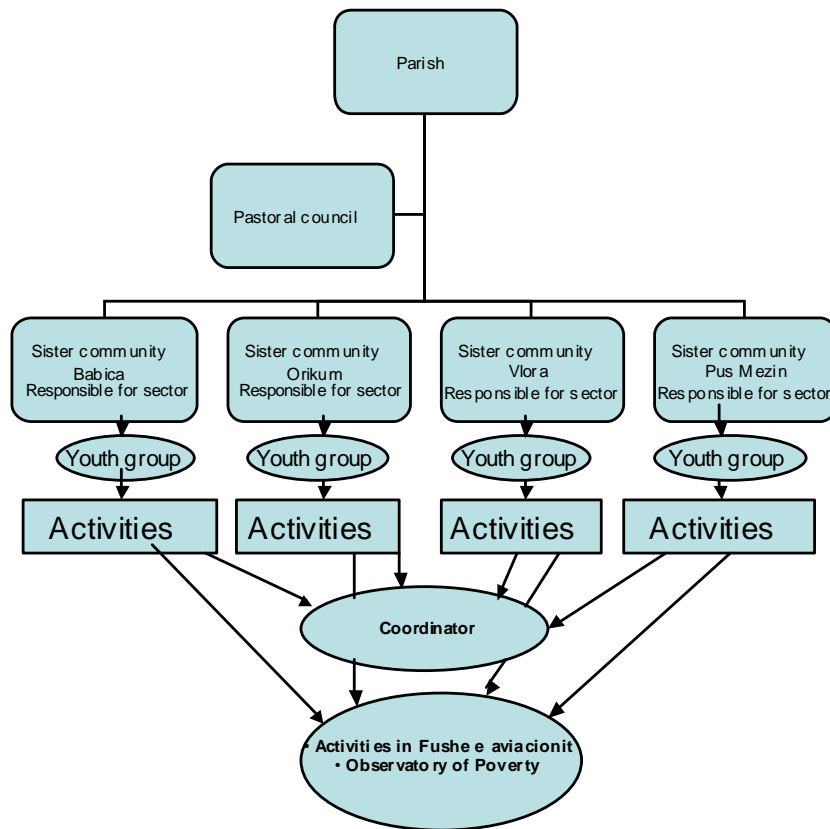 Parish
Pastoral council
Sister community
Babica
Responsible for sector
Sister community
Orikum
Responsible for sector
Sister community
Vlora
Responsible for sector
Sister community
Pus Mezin
Responsible for sector
Youth group
Youth group
Youth group
Youth group
Activities
Activities
Activities
Activities
Coordinator
• Activities in Fushe e aviacionit
• Observatory of Poverty